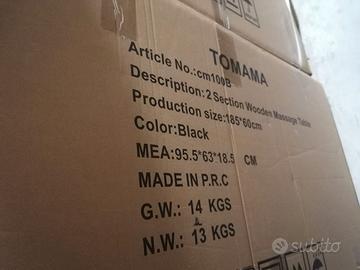 TOMAMA
Article No.:cm100B
Description:2 Section Wooden Massage Table
Production size:185*60cm
Color:Black
MEA:95.5*63*18.5 CM
MADE IN P.R.C
G.W.: 14 KGS
N.W.: 13 KGS
subito